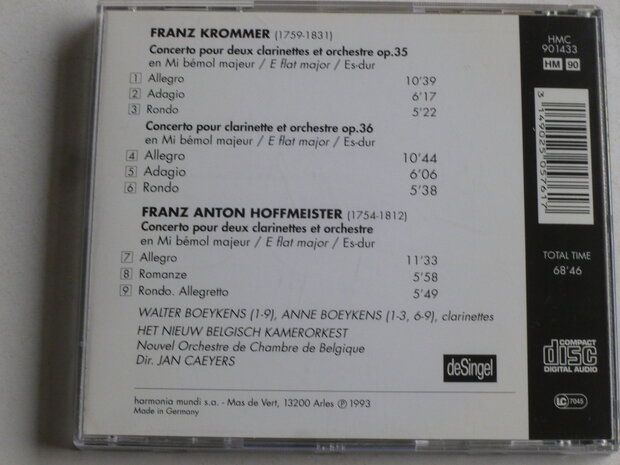 FRANZ KROMMER (1759-1831)
Concerto pour deux clarinettes et orchestre op.35
en Mi bémol majeur / E flat major / Es-dur
1 Allegro 10'39
2 Adagio 6'17
3 Rondo 5'22
Concerto pour clarinette et orchestre op.36
en Mi bémol majeur / E flat major / Es-dur
4 Allegro 10'44
5 Adagio 6'06
6 Rondo 5'38
FRANZ ANTON HOFFMEISTER (1754-1812)
Concerto pour deux clarinettes et orchestre
en Mi bémol majeur / E flat major / Es-dur
7 Allegro 11'33
8 Romanze 5'58
9 Rondo. Allegretto 5'49
WALTER BOEYKENS (1-9), ANNE BOEYKENS (1-3, 6-9), clarinettes
HET NIEUW BELGISCH KAMERORKEST
Nouvel Orchestre de Chambre de Belgique
Dir. JAN CAEYERS
deSingel
harmonia mundi s.a. - Mas de Vert, 13200 Arles ℗ 1993
Made in Germany
HMC
901433
HM 90
3 149025 057617
TOTAL TIME
68'46
COMPACT
disc
DIGITAL AUDIO
LC 7045